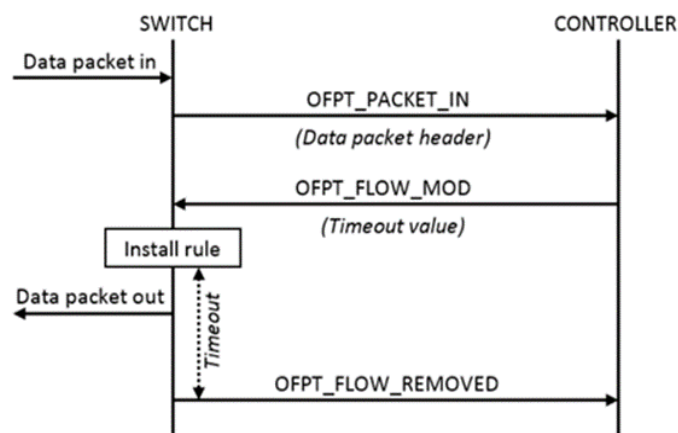 SWITCH CONTROLLER
Data packet in
OFPT_PACKET_IN
(Data packet header)
OFPT_FLOW_MOD
(Timeout value)
Install rule
Data packet out
Timeout
OFPT_FLOW_REMOVED